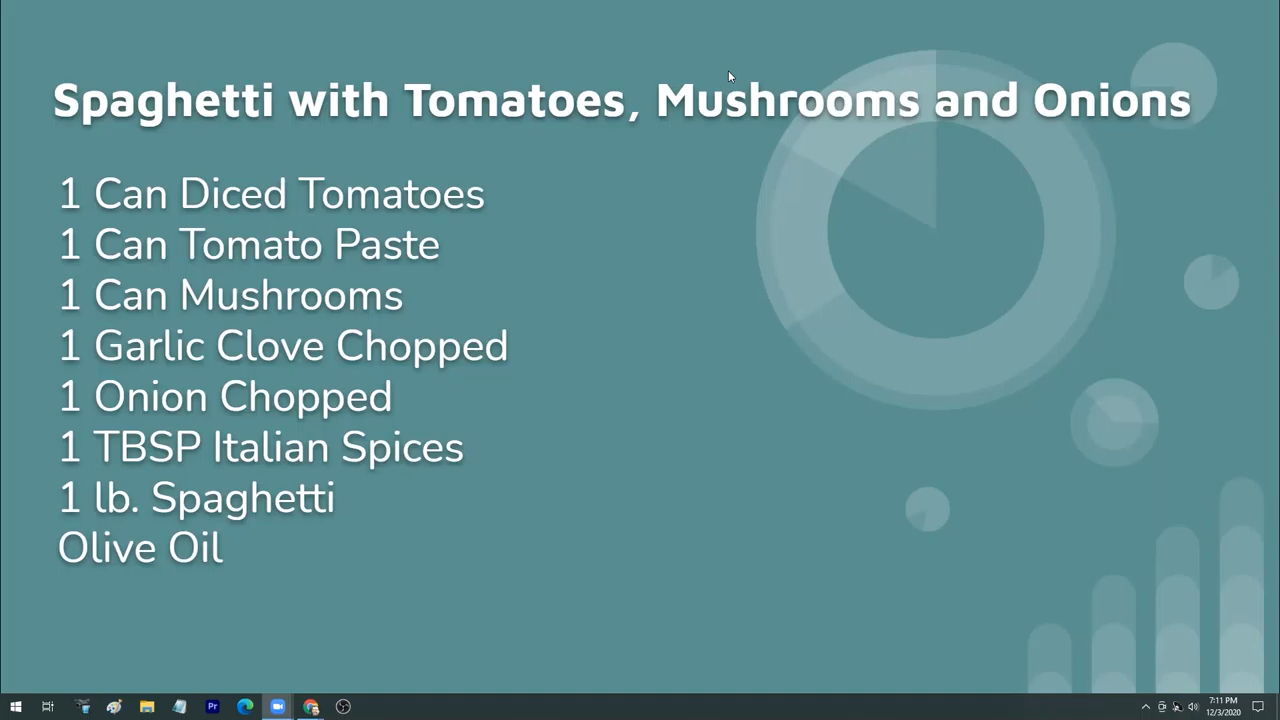 Spaghetti with Tomatoes, Mushrooms and Onions
1 Can Diced Tomatoes
1 Can Tomato Paste
1 Can Mushrooms
1 Garlic Clove Chopped
1 Onion Chopped
1 TBSP Italian Spices
1 lb. Spaghetti
Olive Oil
Pr
7:11 PM
12/3/2020